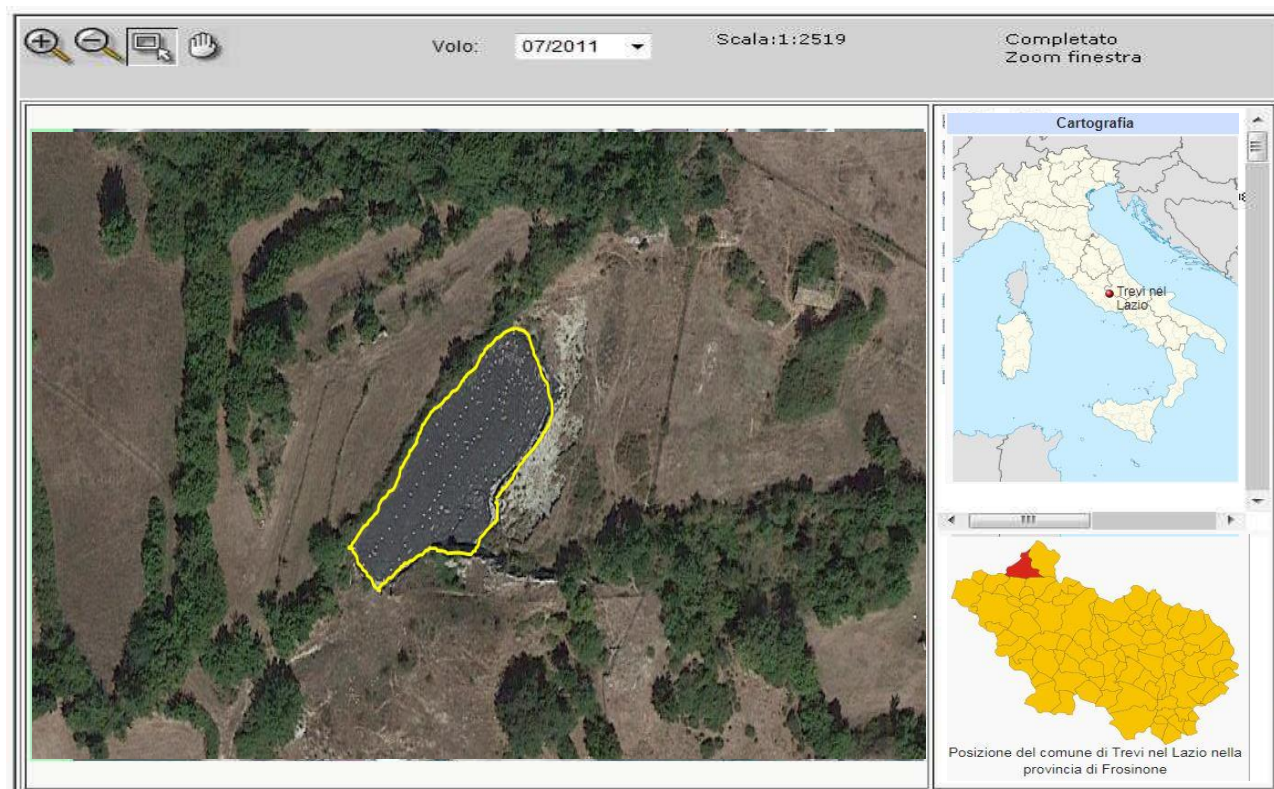 Volo:
07/2011
Scala:1:2519
Completato
Zoom finestra
Cartografia
Trevi nel
Lazio
Posizione del comune di Trevi nel Lazio nella
provincia di Frosinone